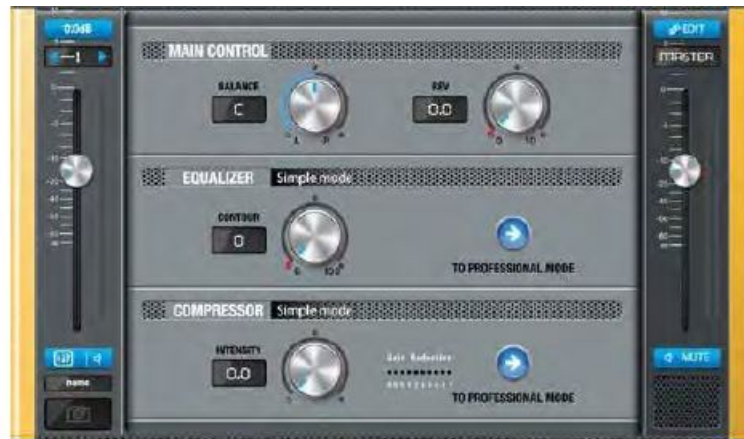 0.0dB
EDIT
1
MASTER
MAIN CONTROL
BALANCE
REV
C
0.0
L R
0 10
EQUALIZER Simple mode
CONTOUR
0
0 100
TO PROFESSIONAL MODE
COMPRESSOR Simple mode
INTENSITY
Gain Reduction
0.0
TO PROFESSIONAL MODE
MUTE
name